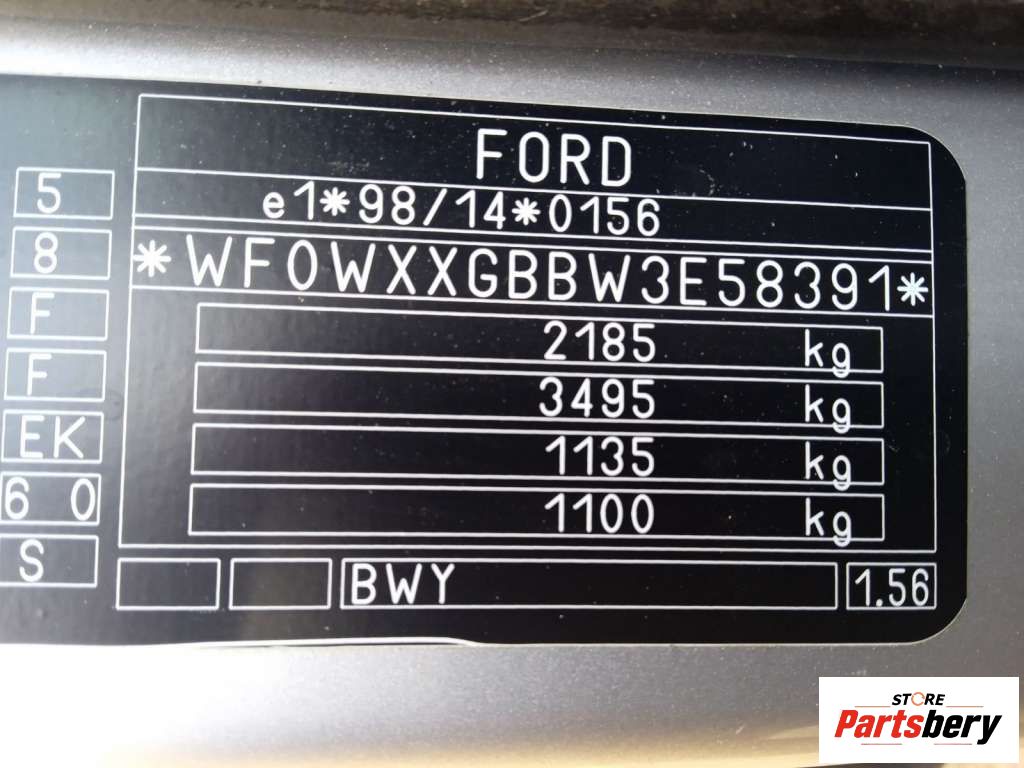 FORD
e1*98/14*0156
*WF0WXXGBBW3E58391*
2185 kg
3495 kg
1135 kg
1100 kg
5
8
F
F
EK
6 0
S
BWY
1.56
STORE
Partsbery